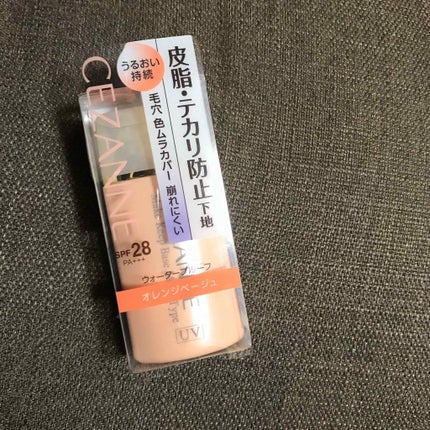 うるおい
持続
皮脂・テカリ防止下地
毛穴 色ムラカバー 崩れにくい
CEZANNE
SPF28
PA+++
ウォータープルーフ
オレンジベージュ
UV